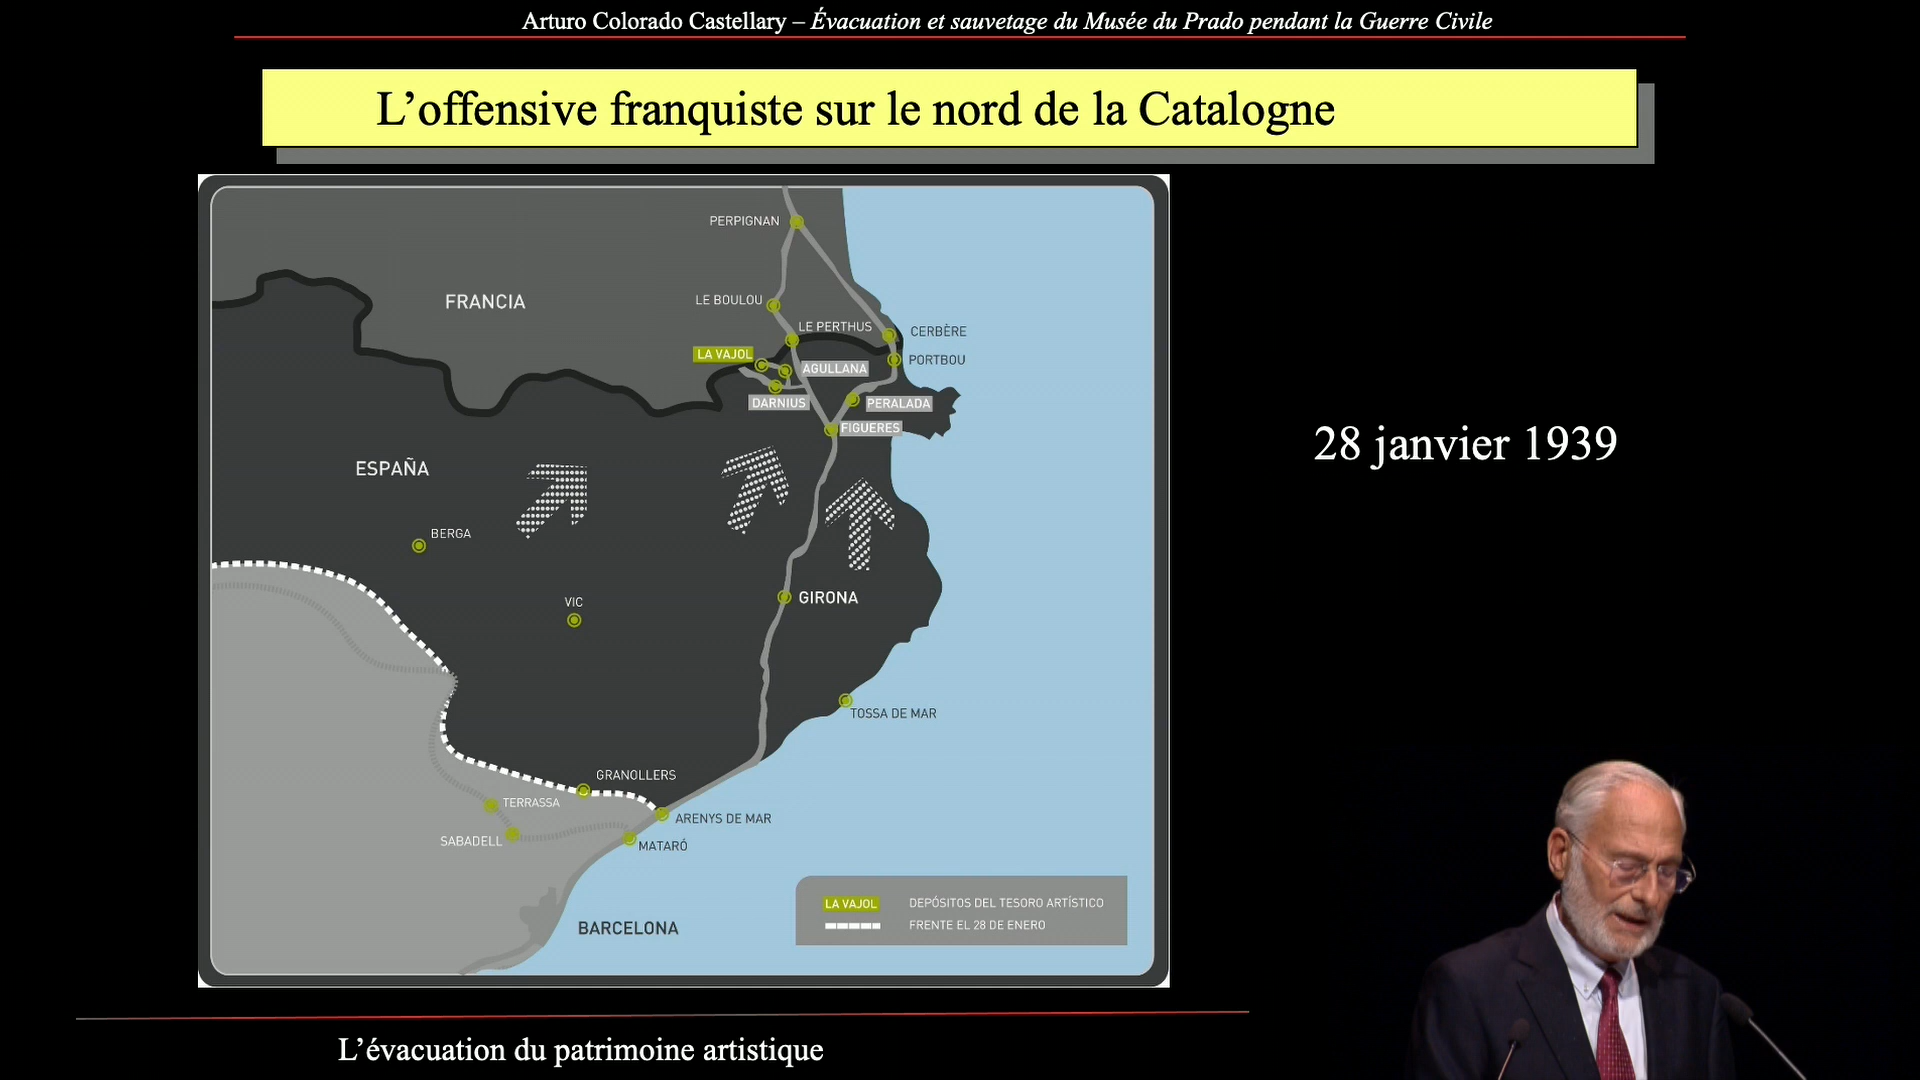 Arturo Colorado Castellary – Évacuation et sauvetage du Musée du Prado pendant la Guerre Civile
L’offensive franquiste sur le nord de la Catalogne
PERPIGNAN
FRANCIA
LE BOULOU
LE PERTHUS
CERBÈRE
LA VAJOL
PORTBOU
AGULLANA
DARNIUS
PERALADA
FIGUERES
28 janvier 1939
ESPAÑA
BERGA
VIC
GIRONA
TOSSA DE MAR
GRANOLLERS
TERRASSA
ARENYS DE MAR
SABADELL
MATARÓ
BARCELONA
LA VAJOL DEPÓSITOS DEL TESORO ARTÍSTICO
FRENTE EL 28 DE ENERO
L’évacuation du patrimoine artistique